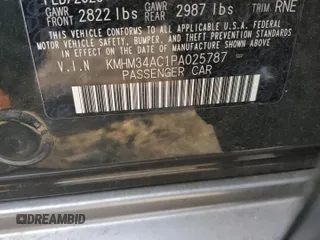 GAWR GAWR
FRONT 2822 lbs REAR 2987 lbs TRIM RNE
THIS VEHICLE CONFORMS TO ALL APPLICABLE
U.S. FEDERAL MOTOR VEHICLE SAFETY,
BUMPER, AND THEFT PREVENTION STANDARDS
IN EFFECT ON THE DATE OF MANUFACTURE
SHOWN ABOVE.
V.I.N KMHM34AC1PA025787
PASSENGER CAR
©DREAMBID